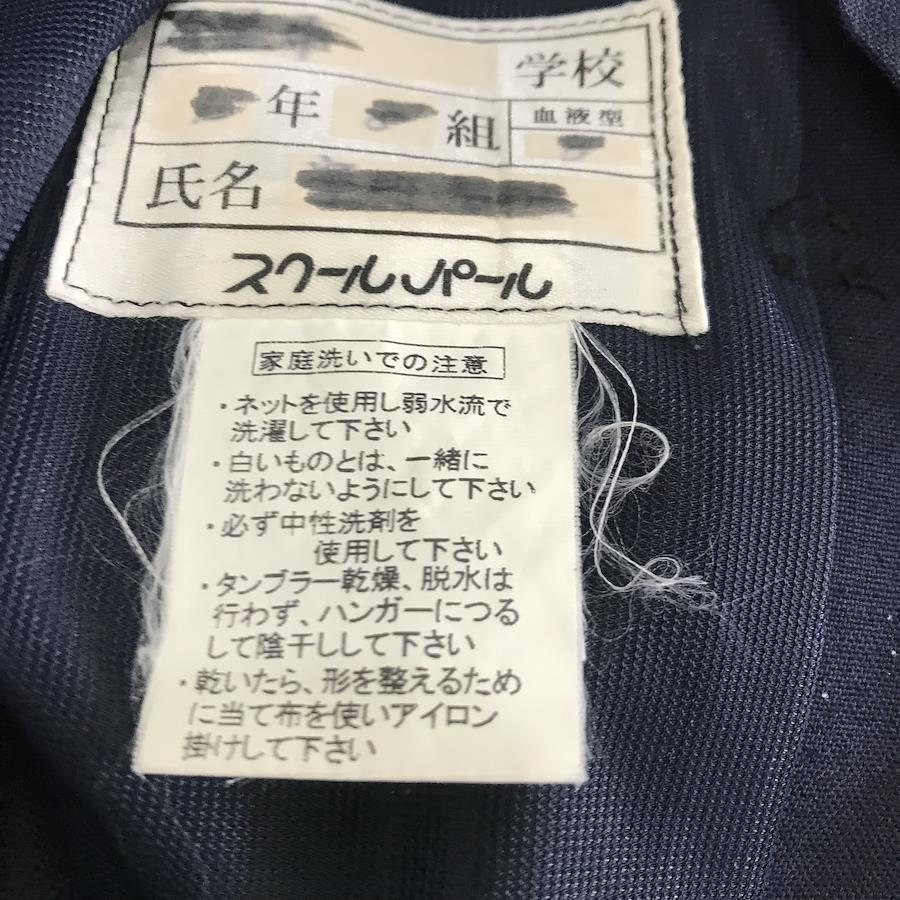 学校
年 組 血液型
氏名
スクールパール
家庭洗いでの注意
・ネットを使用し弱水流で
洗濯して下さい
・白いものとは、一緒に
洗わないようにして下さい
・必ず中性洗剤を
使用して下さい
・タンブラー乾燥、脱水は
行わず、ハンガーにつる
して陰干しして下さい
・乾いたら、形を整えるため
に当て布を使いアイロン
掛けして下さい